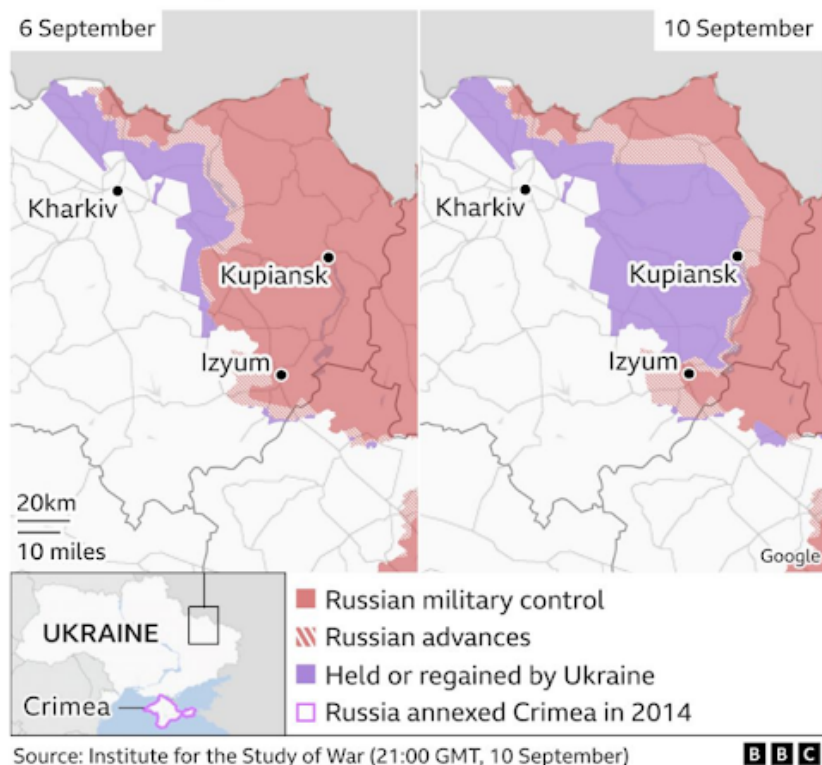 6 September
10 September
Kharkiv
Kupiansk
Izyum
20km
10 miles
Kharkiv
Kupiansk
Izyum
Google
UKRAINE
Crimea
Russian military control
Russian advances
Held or regained by Ukraine
Russia annexed Crimea in 2014
Source: Institute for the Study of War (21:00 GMT, 10 September)
BBC